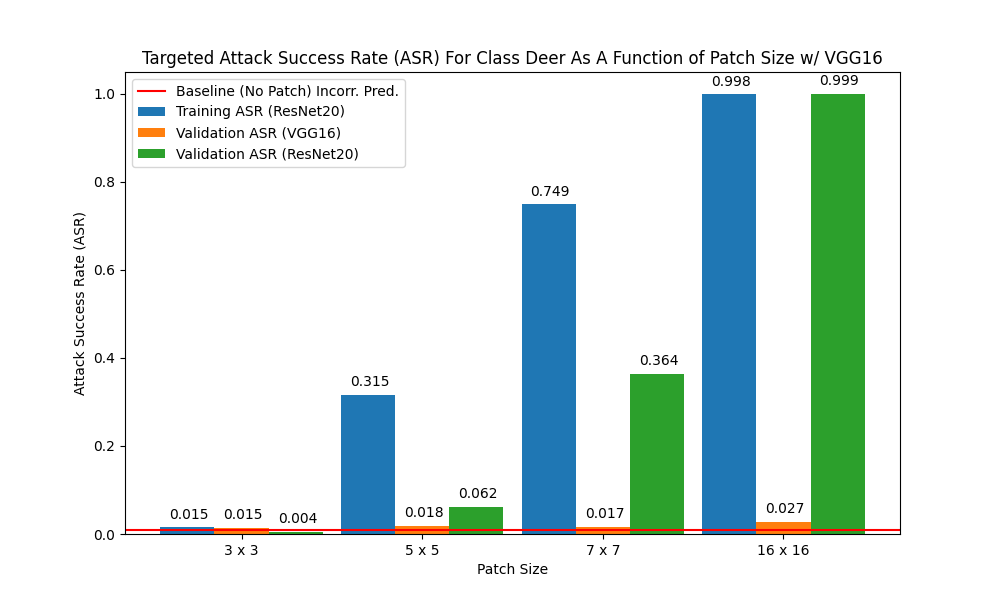 Targeted Attack Success Rate (ASR) For Class Deer As A Function of Patch Size w/ VGG16
Baseline (No Patch) Incorr. Pred.
Training ASR (ResNet20)
Validation ASR (VGG16)
Validation ASR (ResNet20)
Attack Success Rate (ASR)
1.0
0.8
0.6
0.4
0.2
0.0
0.015
0.015
0.004
0.315
0.018
0.062
0.749
0.017
0.364
0.998
0.027
0.999
3 x 3
5 x 5
7 x 7
16 x 16
Patch Size